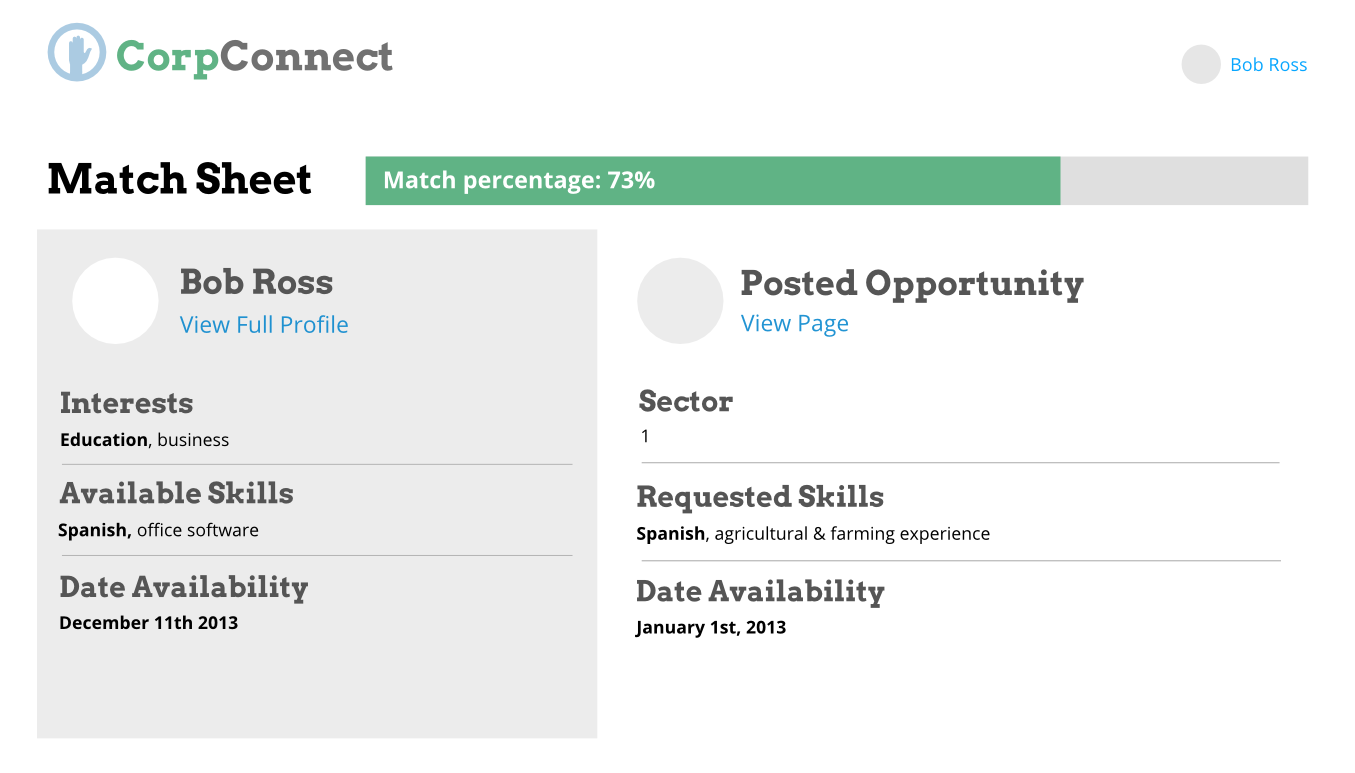 CorpConnect
Bob Ross
Match Sheet
Match percentage: 73%
Bob Ross
View Full Profile
Interests
Education, business
Available Skills
Spanish, office software
Date Availability
December 11th 2013
Posted Opportunity
View Page
Sector
1
Requested Skills
Spanish, agricultural & farming experience
Date Availability
January 1st, 2013